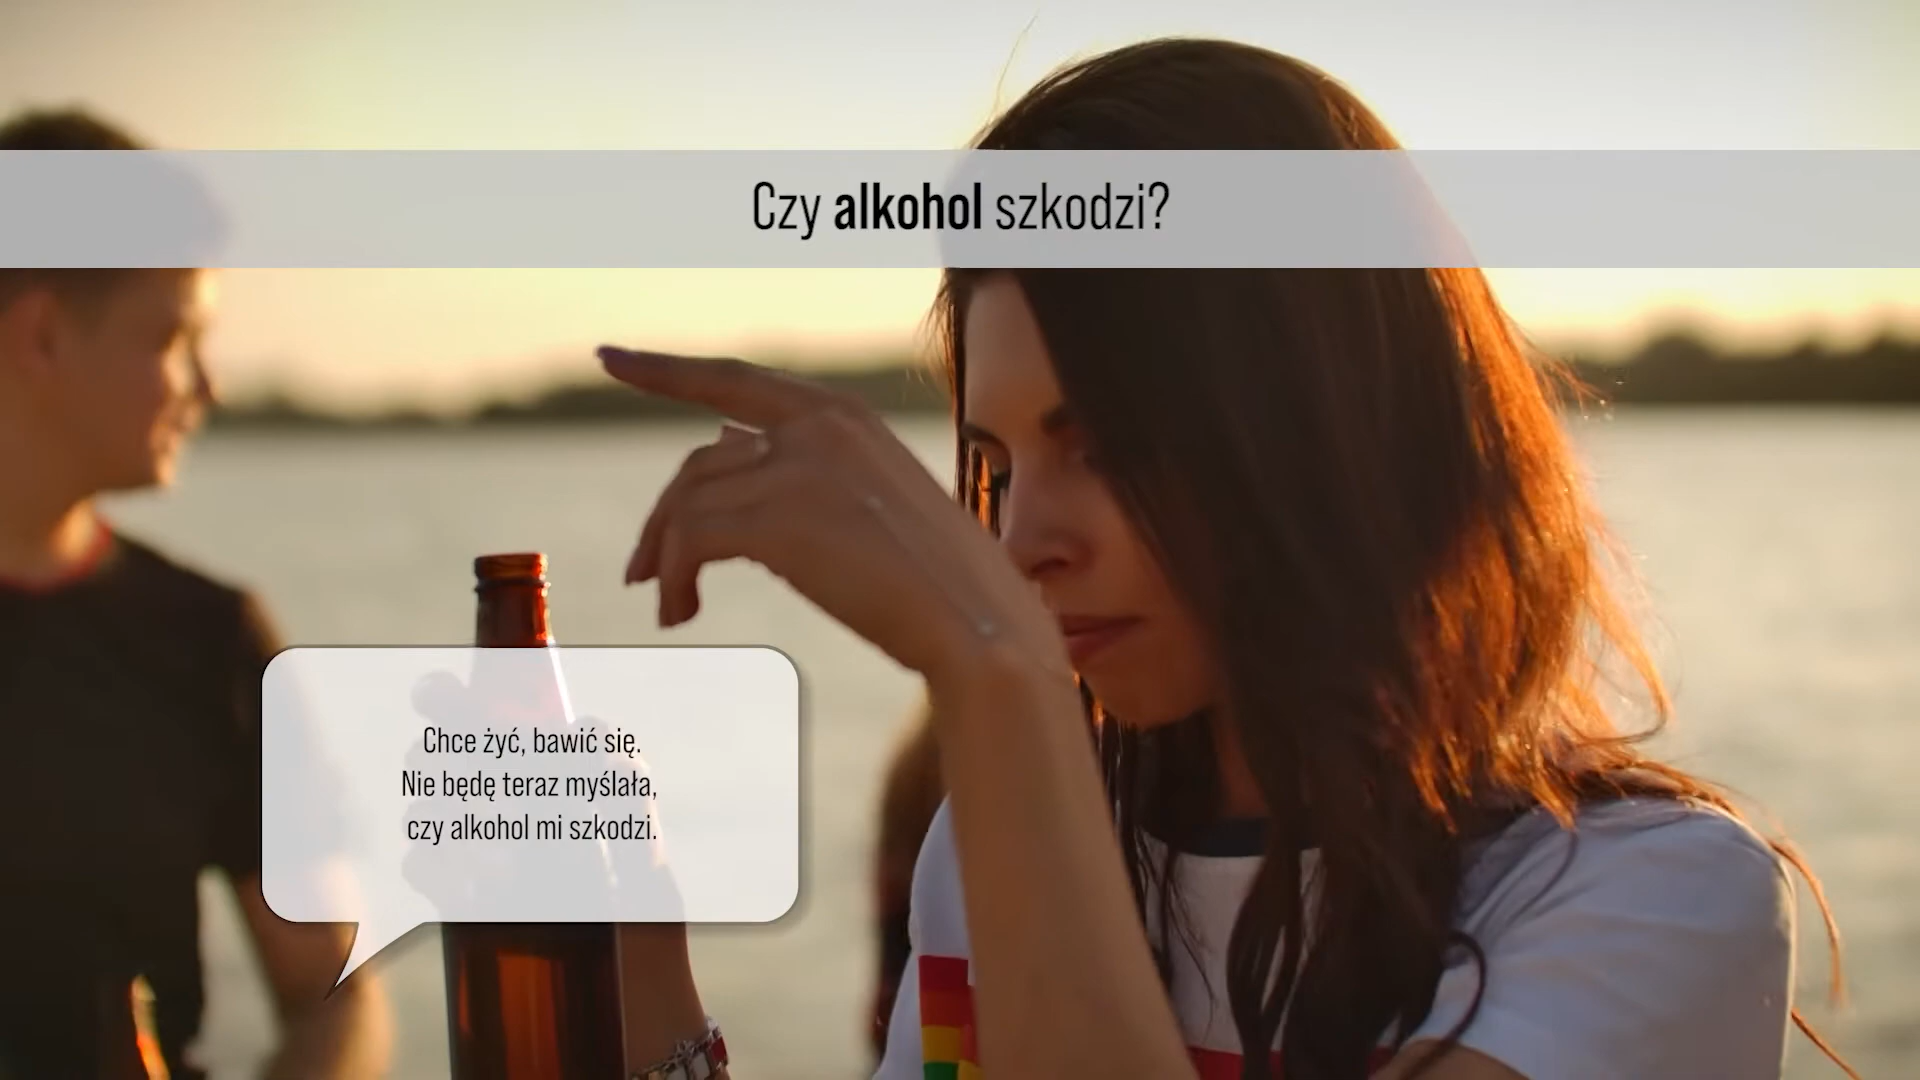 Czy alkohol szkodzi?
Chce żyć, bawić się.
Nie będę teraz myślała,
czy alkohol mi szkodzi.